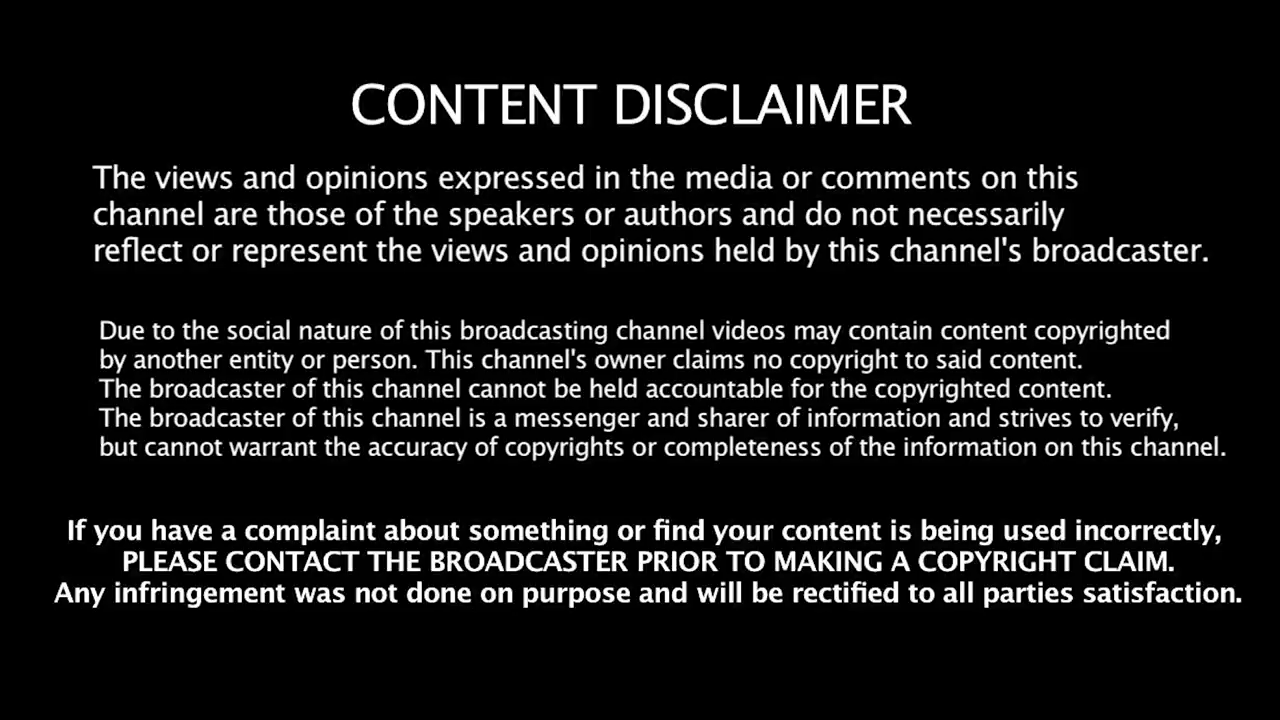 CONTENT DISCLAIMER
The views and opinions expressed in the media or comments on this
channel are those of the speakers or authors and do not necessarily
reflect or represent the views and opinions held by this channel's broadcaster.
Due to the social nature of this broadcasting channel videos may contain content copyrighted
by another entity or person. This channel's owner claims no copyright to said content.
The broadcaster of this channel cannot be held accountable for the copyrighted content.
The broadcaster of this channel is a messenger and sharer of information and strives to verify,
but cannot warrant the accuracy of copyrights or completeness of the information on this channel.
If you have a complaint about something or find your content is being used incorrectly,
PLEASE CONTACT THE BROADCASTER PRIOR TO MAKING A COPYRIGHT CLAIM.
Any infringement was not done on purpose and will be rectified to all parties satisfaction.